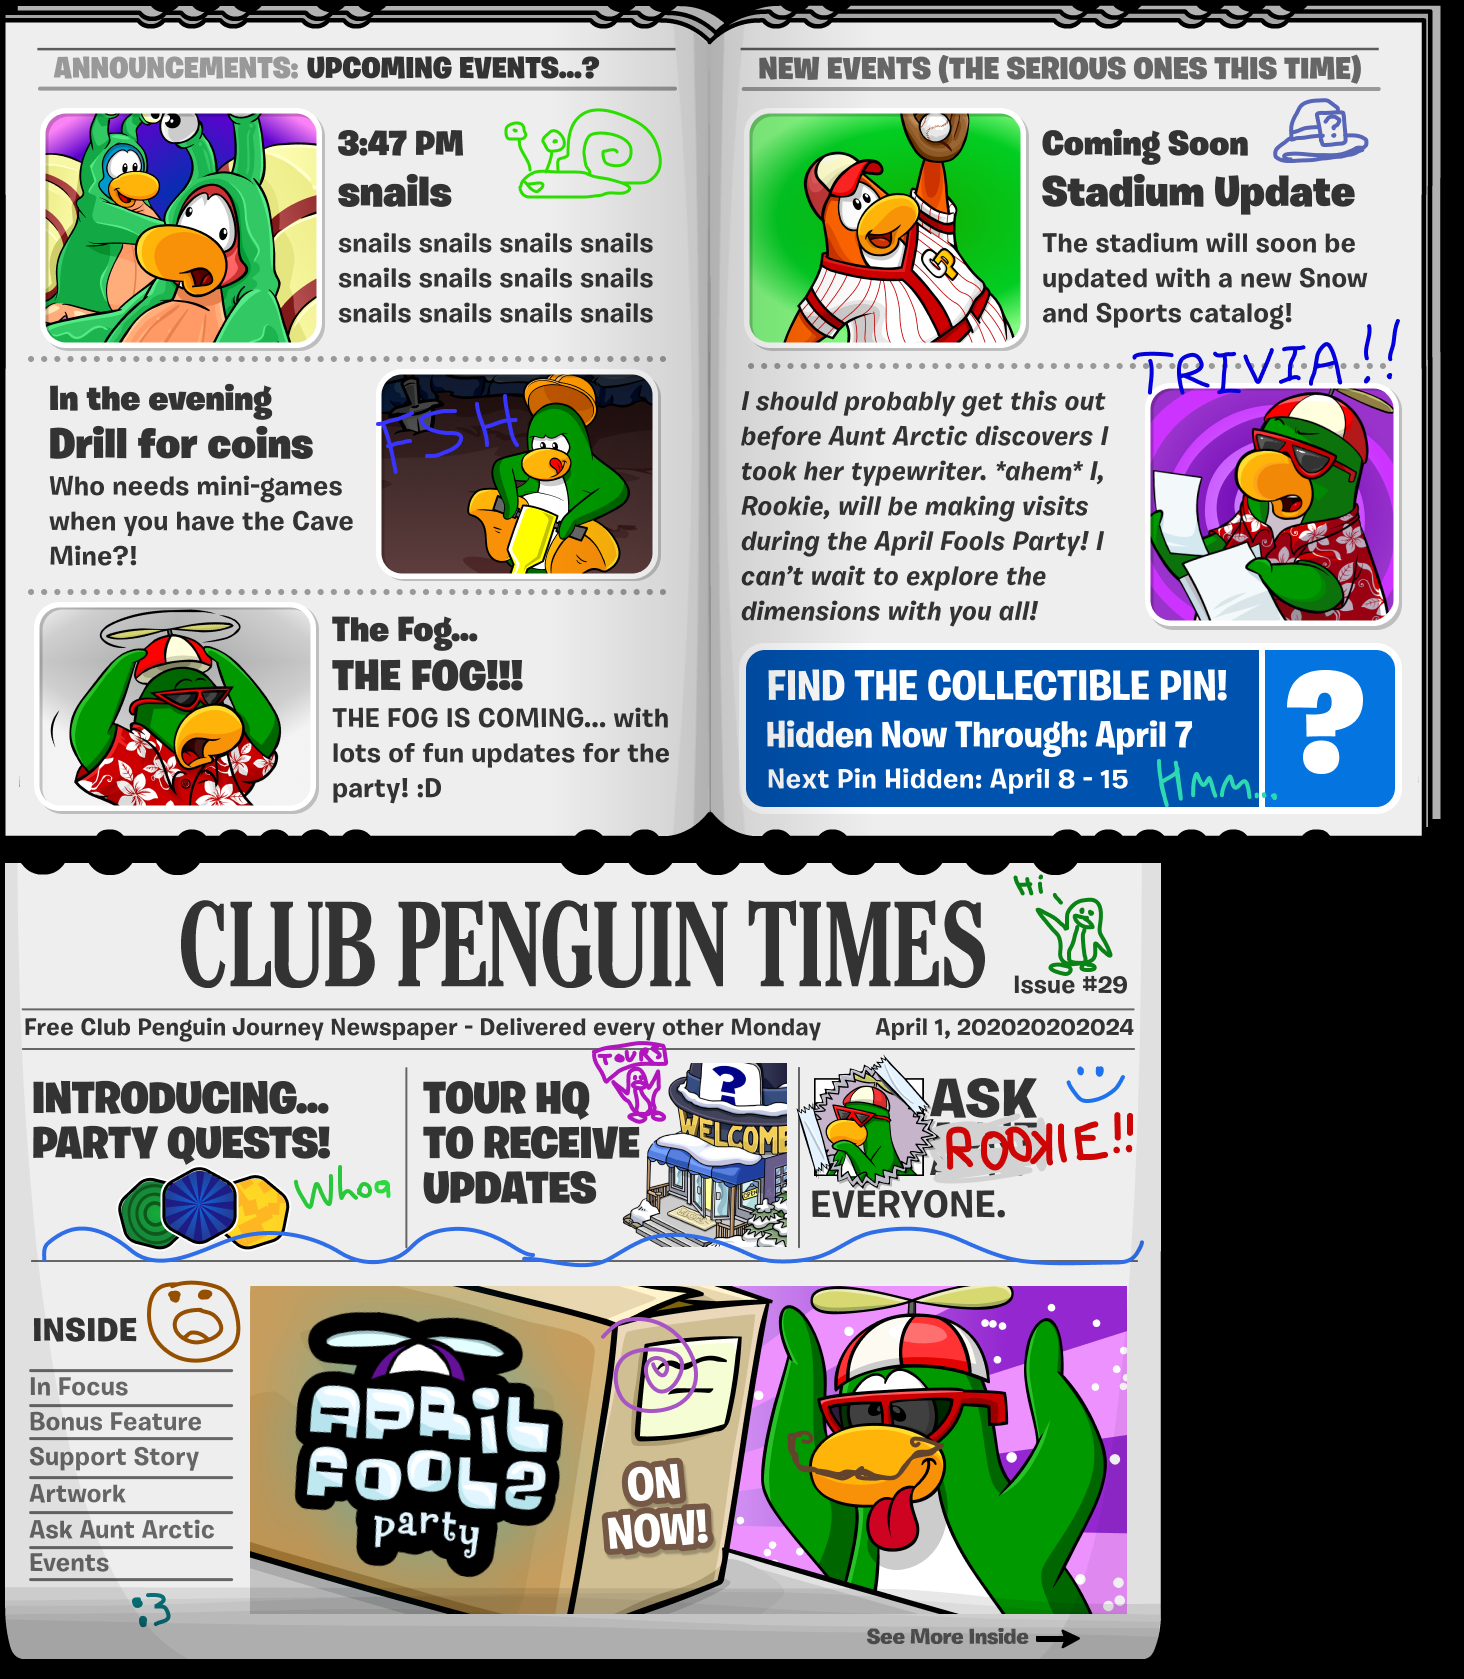 ANNOUNCEMENTS: UPCOMING EVENTS...?
3:47 PM
snails
snails snails snails snails
snails snails snails snails
snails snails snails snails
In the evening
Drill for coins
Who needs mini-games
when you have the Cave
Mine?!
FSH
The Fog...
THE FOG!!!
THE FOG IS COMING... with
lots of fun updates for the
party! :D
NEW EVENTS (THE SERIOUS ONES THIS TIME)
GP
?
Coming Soon
Stadium Update
The stadium will soon be
updated with a new Snow
and Sports catalog!
TRIVIA!!
I should probably get this out
before Aunt Arctic discovers I
took her typewriter. *ahem* I,
Rookie, will be making visits
during the April Fools Party! I
can't wait to explore the
dimensions with you all!
FIND THE COLLECTIBLE PIN!
Hidden Now Through: April 7
Next Pin Hidden: April 8 - 15
Hmm...
?
CLUB PENGUIN TIMES
Hi
Issue #29
Free Club Penguin Journey Newspaper - Delivered every other Monday
April 1, 202020202024
INTRODUCING...
PARTY QUESTS!
Whoa
TOUR HQ
TO RECEIVE
UPDATES
TOURS
?
WELCOME
ASK
ROOKIE!!
EVERYONE.
INSIDE
In Focus
Bonus Feature
Support Story
Artwork
Ask Aunt Arctic
Events
:3
APRIL
FOOLS
party
ON
NOW!
See More Inside